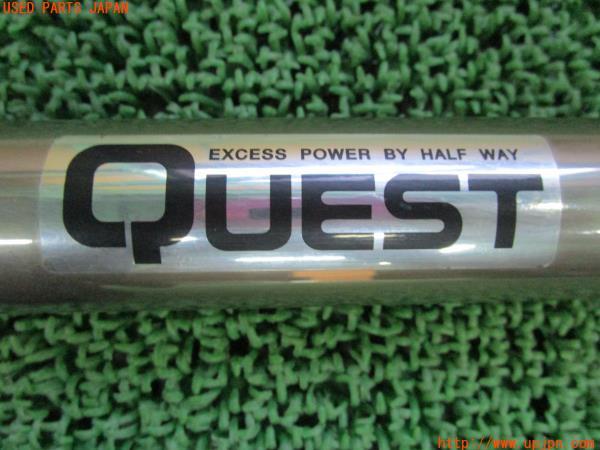 USED PARTS JAPAN
EXCESS POWER BY HALF WAY
QUEST
http://www.upjpn.com